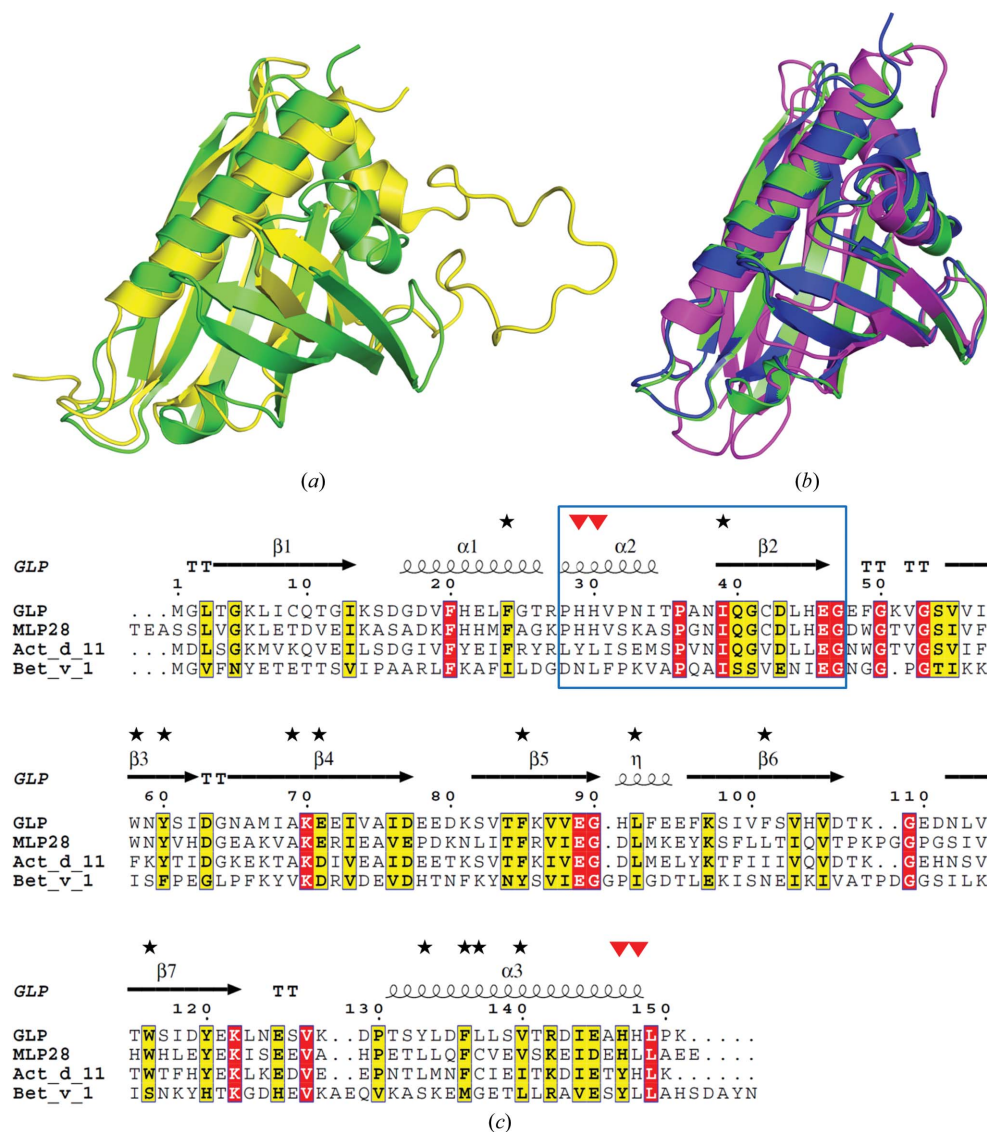 (a)
(b)
GLP TT β1 α1 α2 β2 TT TT
1 10 20 30 40 50
GLP ...MGLTGKLICQTGIKSDGDVFHELFGTRPHHVPNITPANIQGCDLHEGEFGKVGSVVI
MLP28 TEASSLVGKLETDVEIKASADKFHHMFAGKPHHVSKASPGNIQGCDLHEGDWGTVGSIVF
Act_d_11 ...MDLSGKMVKQVEILSDGIVFYEIFRYRLYLISEMSPVNIQGVDLHEGNWGTVGSVIF
Bet_v_1 ...MGVFNYETETTSVIPAARLFKAFILDGDNLFPKVAPQAISSVENIEGNG.PGTIKK
β3 TT β4 β5 η β6
GLP
60 70 80 90 100 110
GLP WNYSIDGNAMIAKEEIVAIDEEDKSVTFKVVEG.HLFEEFKSIVFSVHVDTK..GEDNLV
MLP28 WNYVHDGEAKVAKERIEAVEPDKNLITFRVIEG.DLMKEYKSFLLTIQVTPKPGGPGSIV
Act_d_11 FKYTIDGKEKTAKDIVEAIDEETKSVTFKIVEG.DLMELYKTFIIIVQVDTK..GEHNSV
Bet_v_1 ISFPEGLPFKYVKDRVDEVDHTNFKYNYSVIEGGPIGDTLEKISNEIKIVATPDGGSILK
β7 TT α3
GLP
120 130 140 150
GLP TWSIDYEKLNESVK..DPTSYLDFLLSVTRDIEAHHLPK.....
MLP28 HWHLEYEKISEEVA..HPETLLQFCVEVSKEIDEHLLAEE.....
Act_d_11 TWTFHYEKLKEDVE..EPNTLMNFCIEITKDIETYHLK......
Bet_v_1 ISNKYHTKGDHEVKAEQVKASKEMGETLLRAVESYLLAHSDAYN
(c)